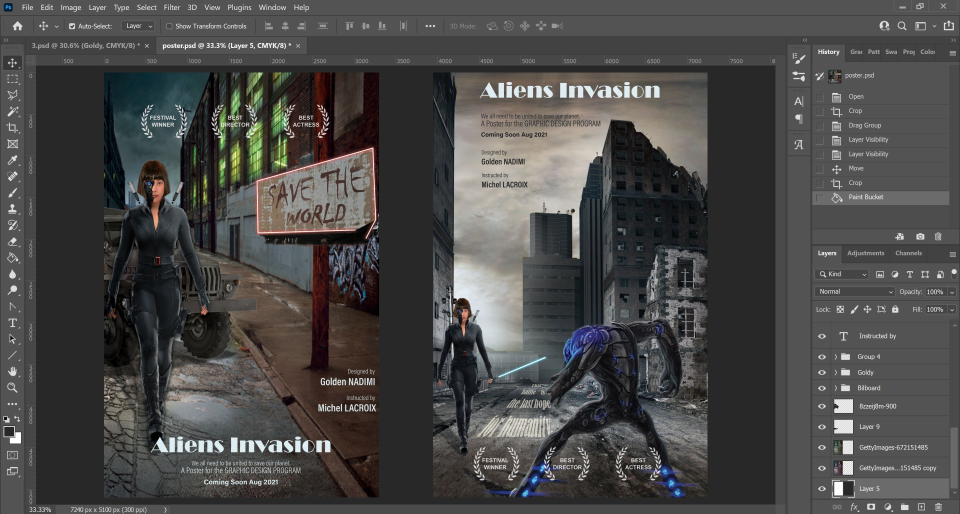 Ps File Edit Image Layer Type Select Filter 3D View Plugins Window Help
Auto-Select: Layer Show Transform Controls 3D Mode:
3.psd @ 30.6% (Goldy, CMYK/8) * × poster.psd @ 33.3% (Layer 5, CMYK/8) * ×
FESTIVAL
WINNER
BEST
DIRECTOR
BEST
ACTRESS
SAVE THE
WORLD
Designed by
Golden NADIMI
Instructed by
Michel LACROIX
Aliens Invasion
We all need to be united to save our planet.
A Poster for the GRAPHIC DESIGN PROGRAM
Coming Soon Aug 2021
Aliens Invasion
We all need to be united to save our planet.
A Poster for the GRAPHIC DESIGN PROGRAM
Coming Soon Aug 2021
Designed by
Golden NADIMI
Instructed by
Michel LACROIX
the last hope
for humanity
FESTIVAL
WINNER
BEST
DIRECTOR
BEST
ACTRESS
33.33% 7240 px x 5100 px (300 ppi)
History Gra Patt Swa Prop Color
poster.psd
Open
Crop
Drag Group
Layer Visibility
Layer Visibility
Move
Crop
Paint Bucket
Layers Adjustments Channels
Kind
Normal Opacity: 100%
Lock: Fill: 100%
Instructed by
Group 4
Goldy
Bilboard
8zzeij8m-900
Layer 9
GettyImages-672151485
GettyImages...151485 copy
Layer 5